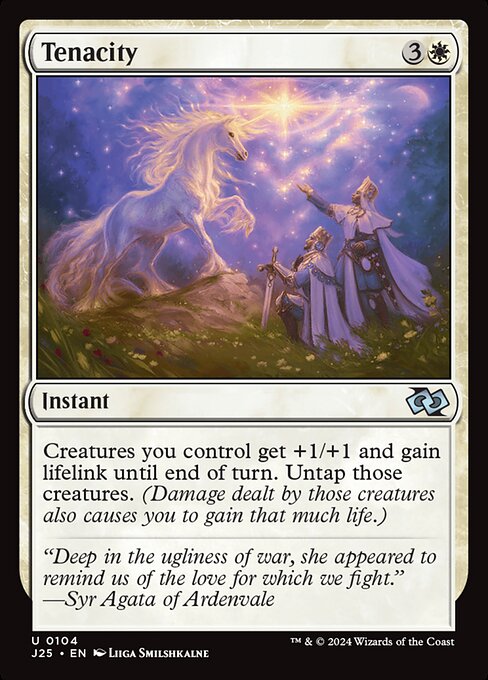 Tenacity 3
Instant
Creatures you control get +1/+1 and gain
lifelink until end of turn. Untap those
creatures. (Damage dealt by those creatures
also causes you to gain that much life.)
“Deep in the ugliness of war, she appeared to
remind us of the love for which we fight.”
—Syr Agata of Ardenvale
U 0104
J25 • EN LIIGA SMILSHKALNE
™ & © 2024 Wizards of the Coast